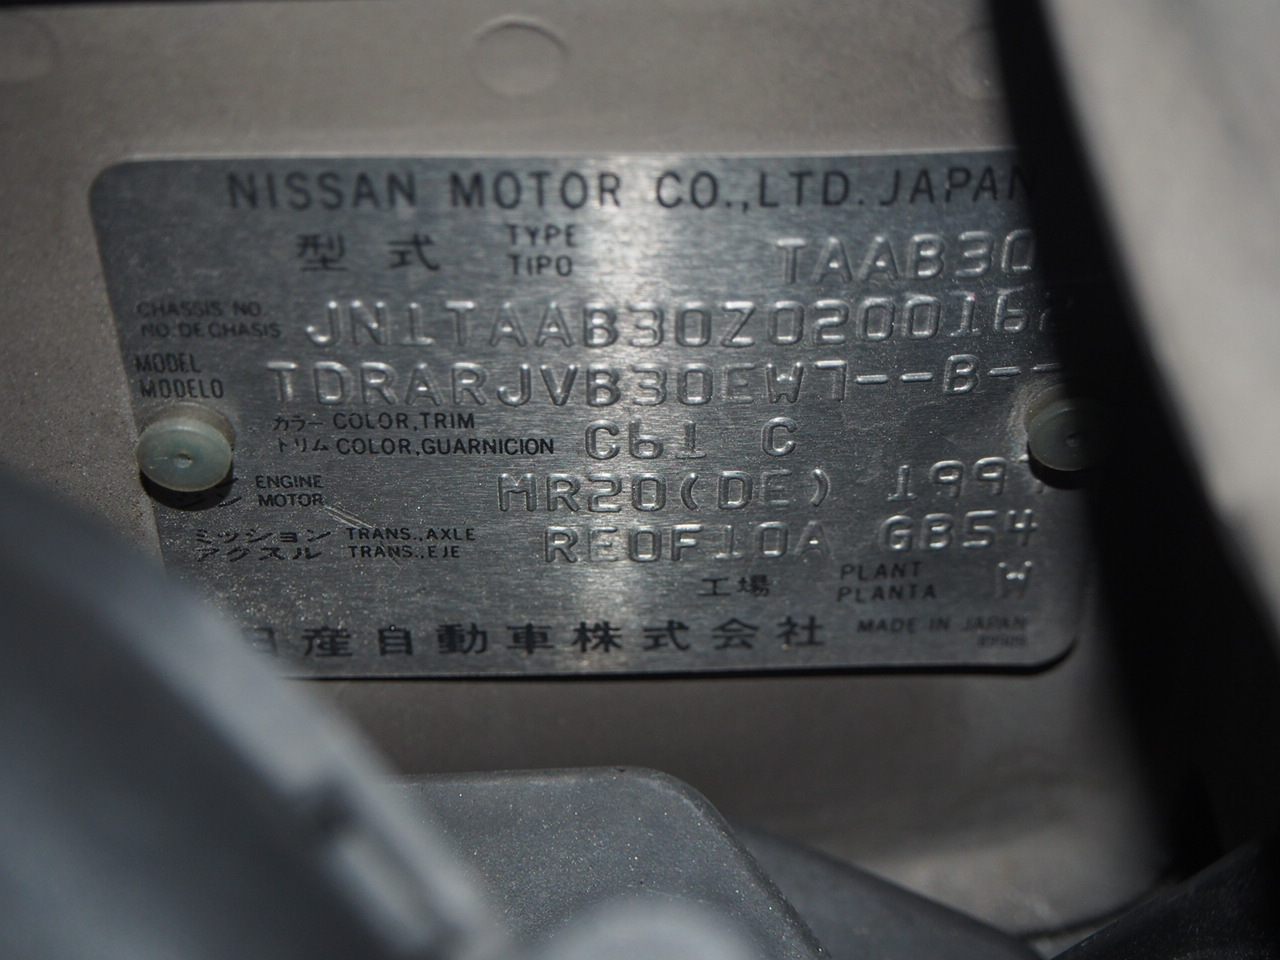 NISSAN MOTOR CO.,LTD. JAPAN
型式 TYPE TIPO TAAB30
CHASSIS NO. NO. DE CHASIS JN1TAAB30Z0200162
MODEL MODELO TDRARJVB30EW7--B--
カラー COLOR,TRIM
トリム COLOR,GUARNICION C61 C
ENGINE MOTOR MR20(DE) 1997
ミッション TRANS.,AXLE
アクスル TRANS.,EJE RE0F10A GB54
工場 PLANT PLANTA W
日産自動車株式会社 MADE IN JAPAN